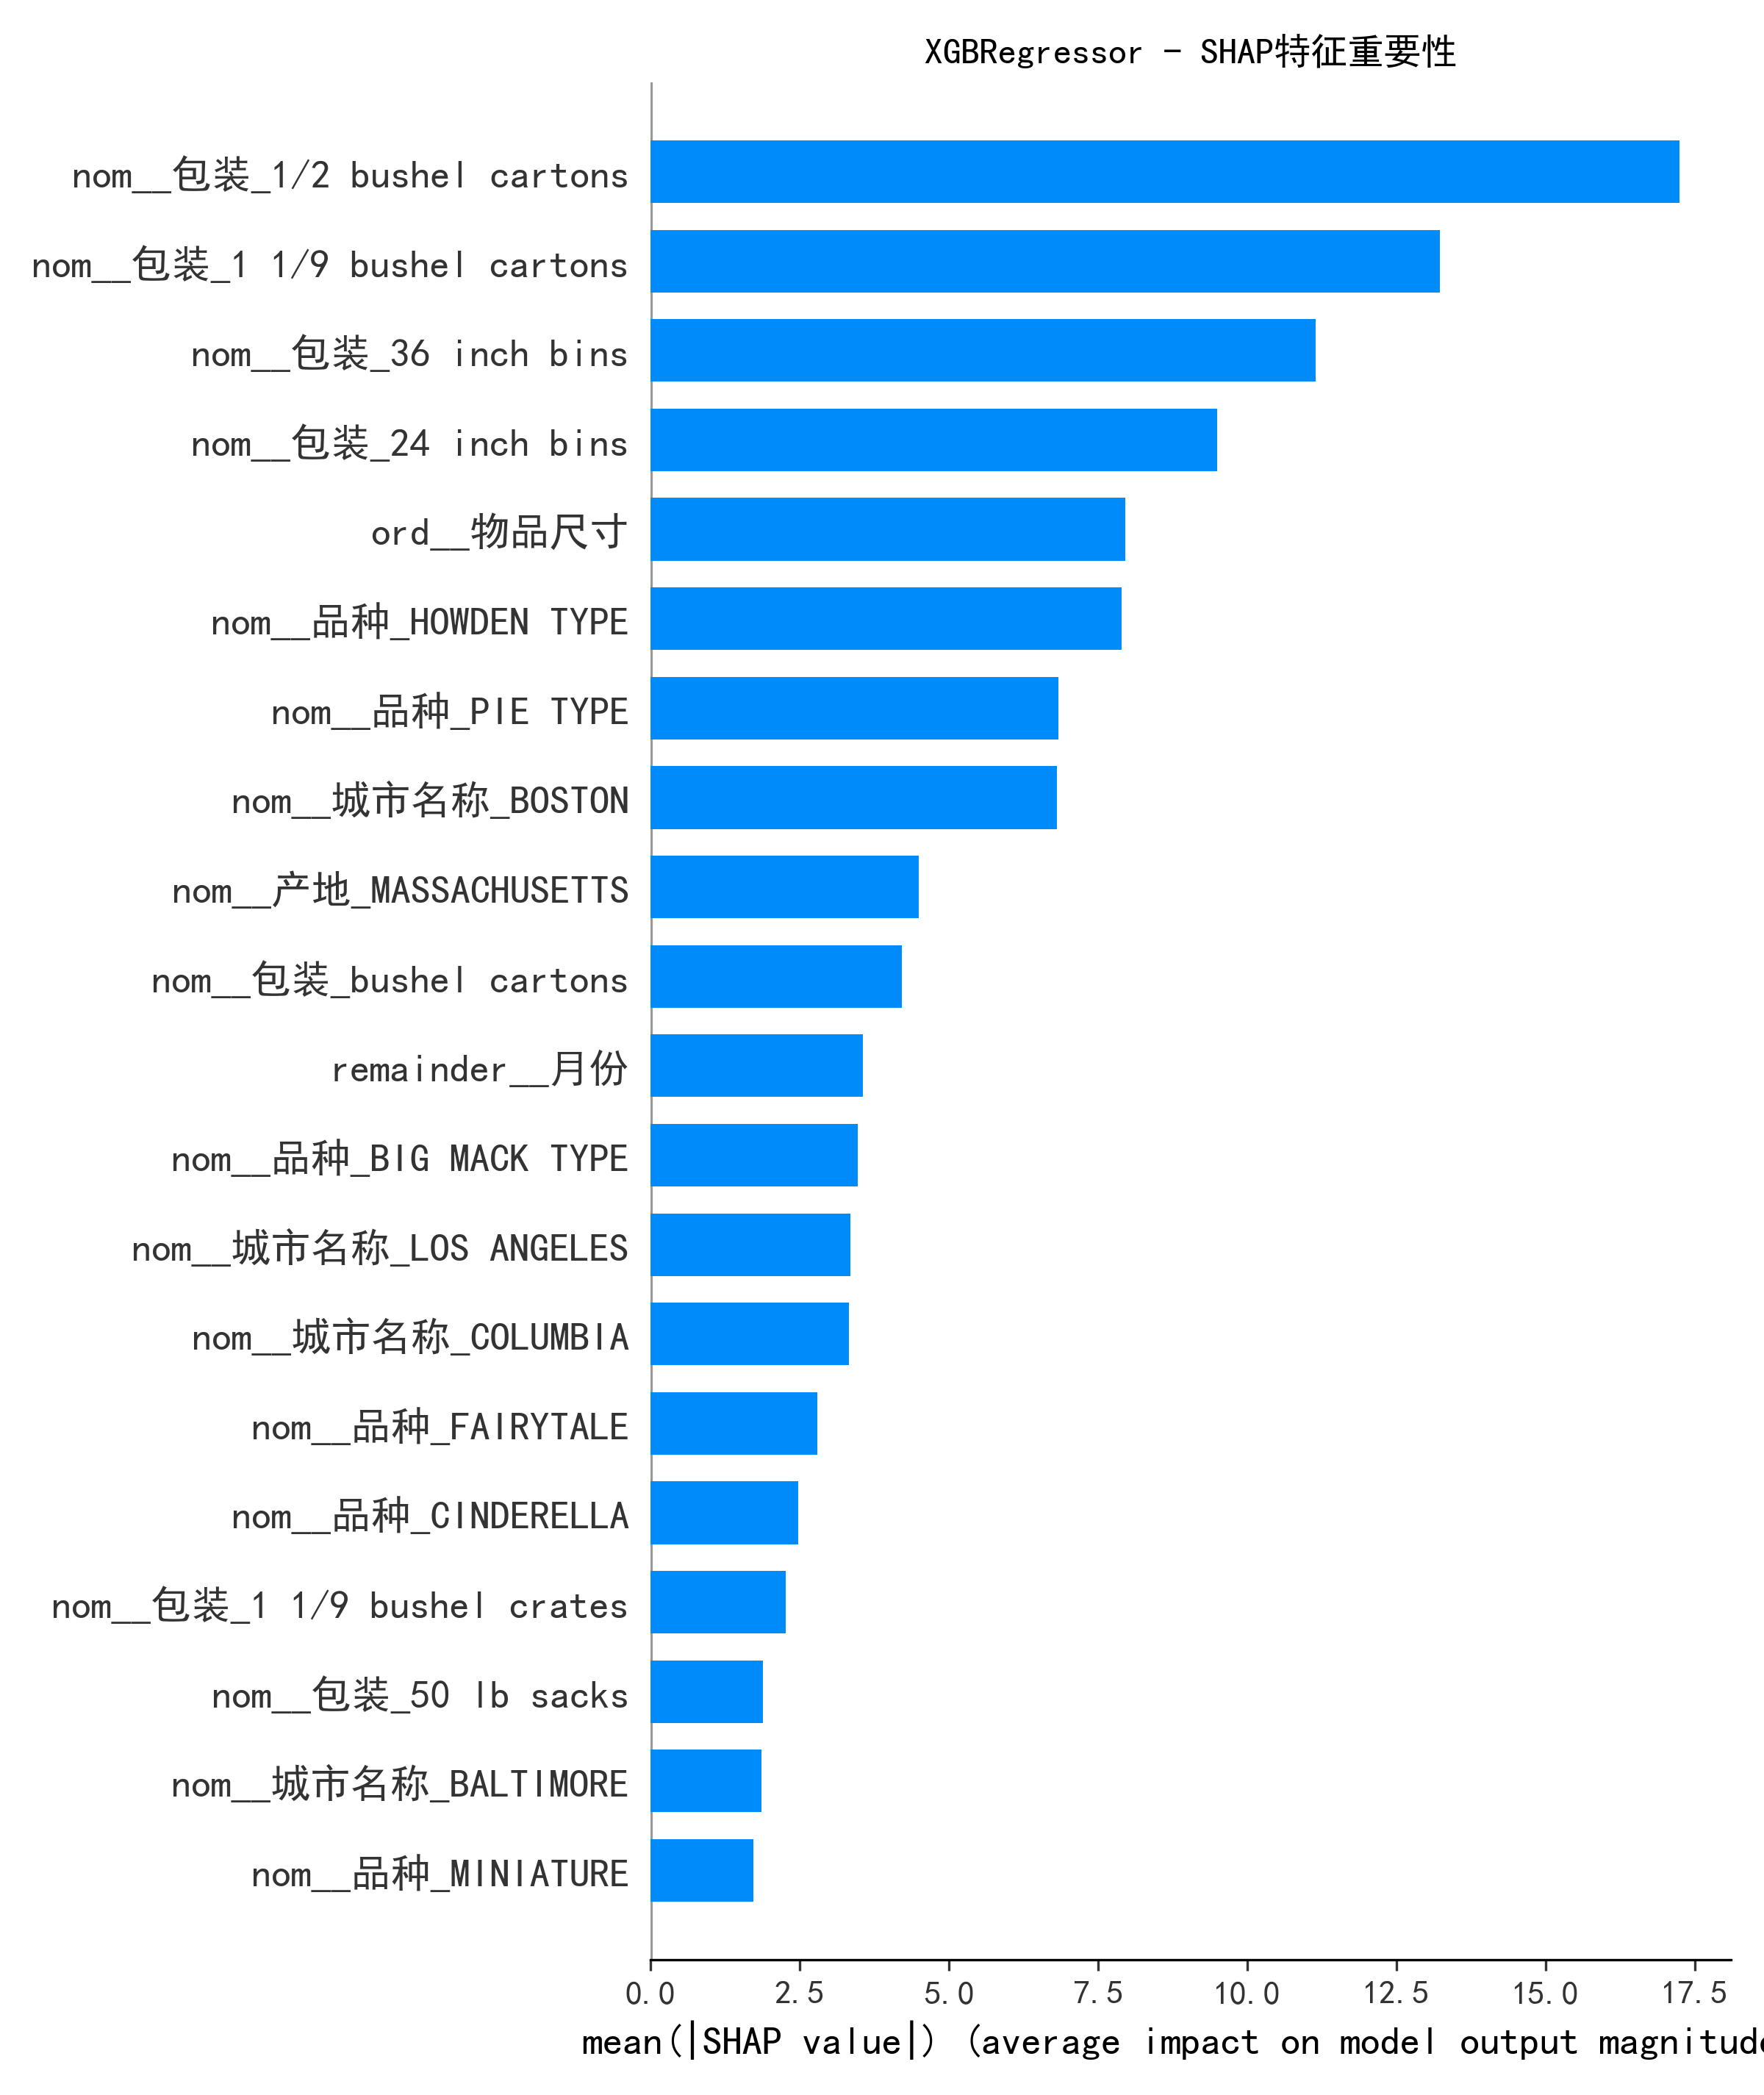 XGBRegressor - SHAP特征重要性
nom__包装_1/2 bushel cartons
nom__包装_1 1/9 bushel cartons
nom__包装_36 inch bins
nom__包装_24 inch bins
ord__物品尺寸
nom__品种_HOWDEN TYPE
nom__品种_PIE TYPE
nom__城市名称_BOSTON
nom__产地_MASSACHUSETTS
nom__包装_bushel cartons
remainder__月份
nom__品种_BIG MACK TYPE
nom__城市名称_LOS ANGELES
nom__城市名称_COLUMBIA
nom__品种_FAIRYTALE
nom__品种_CINDERELLA
nom__包装_1 1/9 bushel crates
nom__包装_50 lb sacks
nom__城市名称_BALTIMORE
nom__品种_MINIATURE
0.0 2.5 5.0 7.5 10.0 12.5 15.0 17.5
mean(|SHAP value|) (average impact on model output magnitude